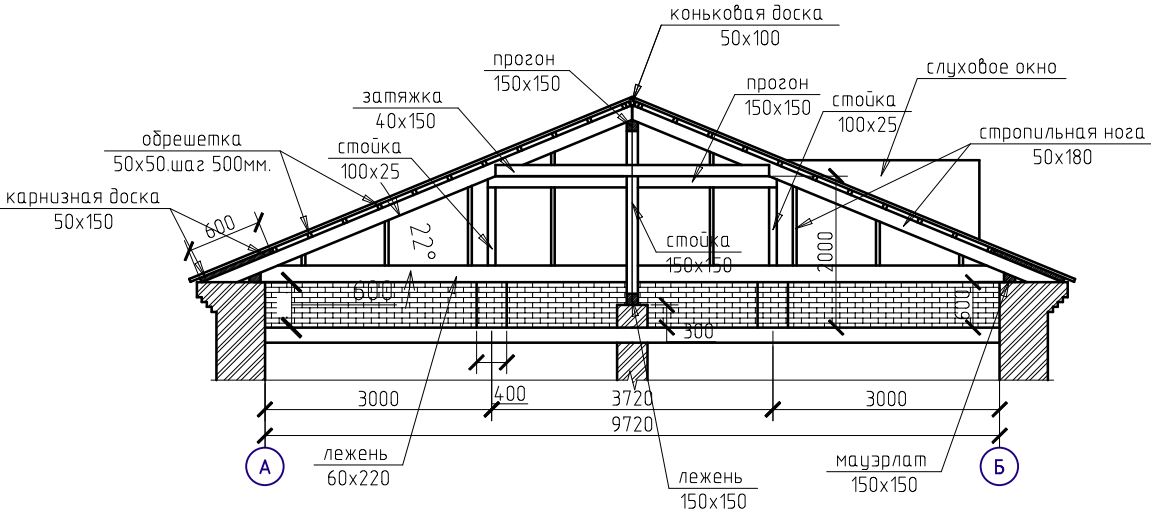 коньковая доска
50х100
прогон
150х150
слуховое окно
прогон
150х150
затяжка
40х150
стойка
100х25
стропильная нога
50х180
обрешетка
50х50.шаг 500мм.
стойка
100х25
карнизная доска
50х150
600
22°
стойка
150х150
2000
600
600
300
400
3000
3720
3000
9720
А
Б
лежень
60х220
лежень
150х150
мауэрлат
150х150